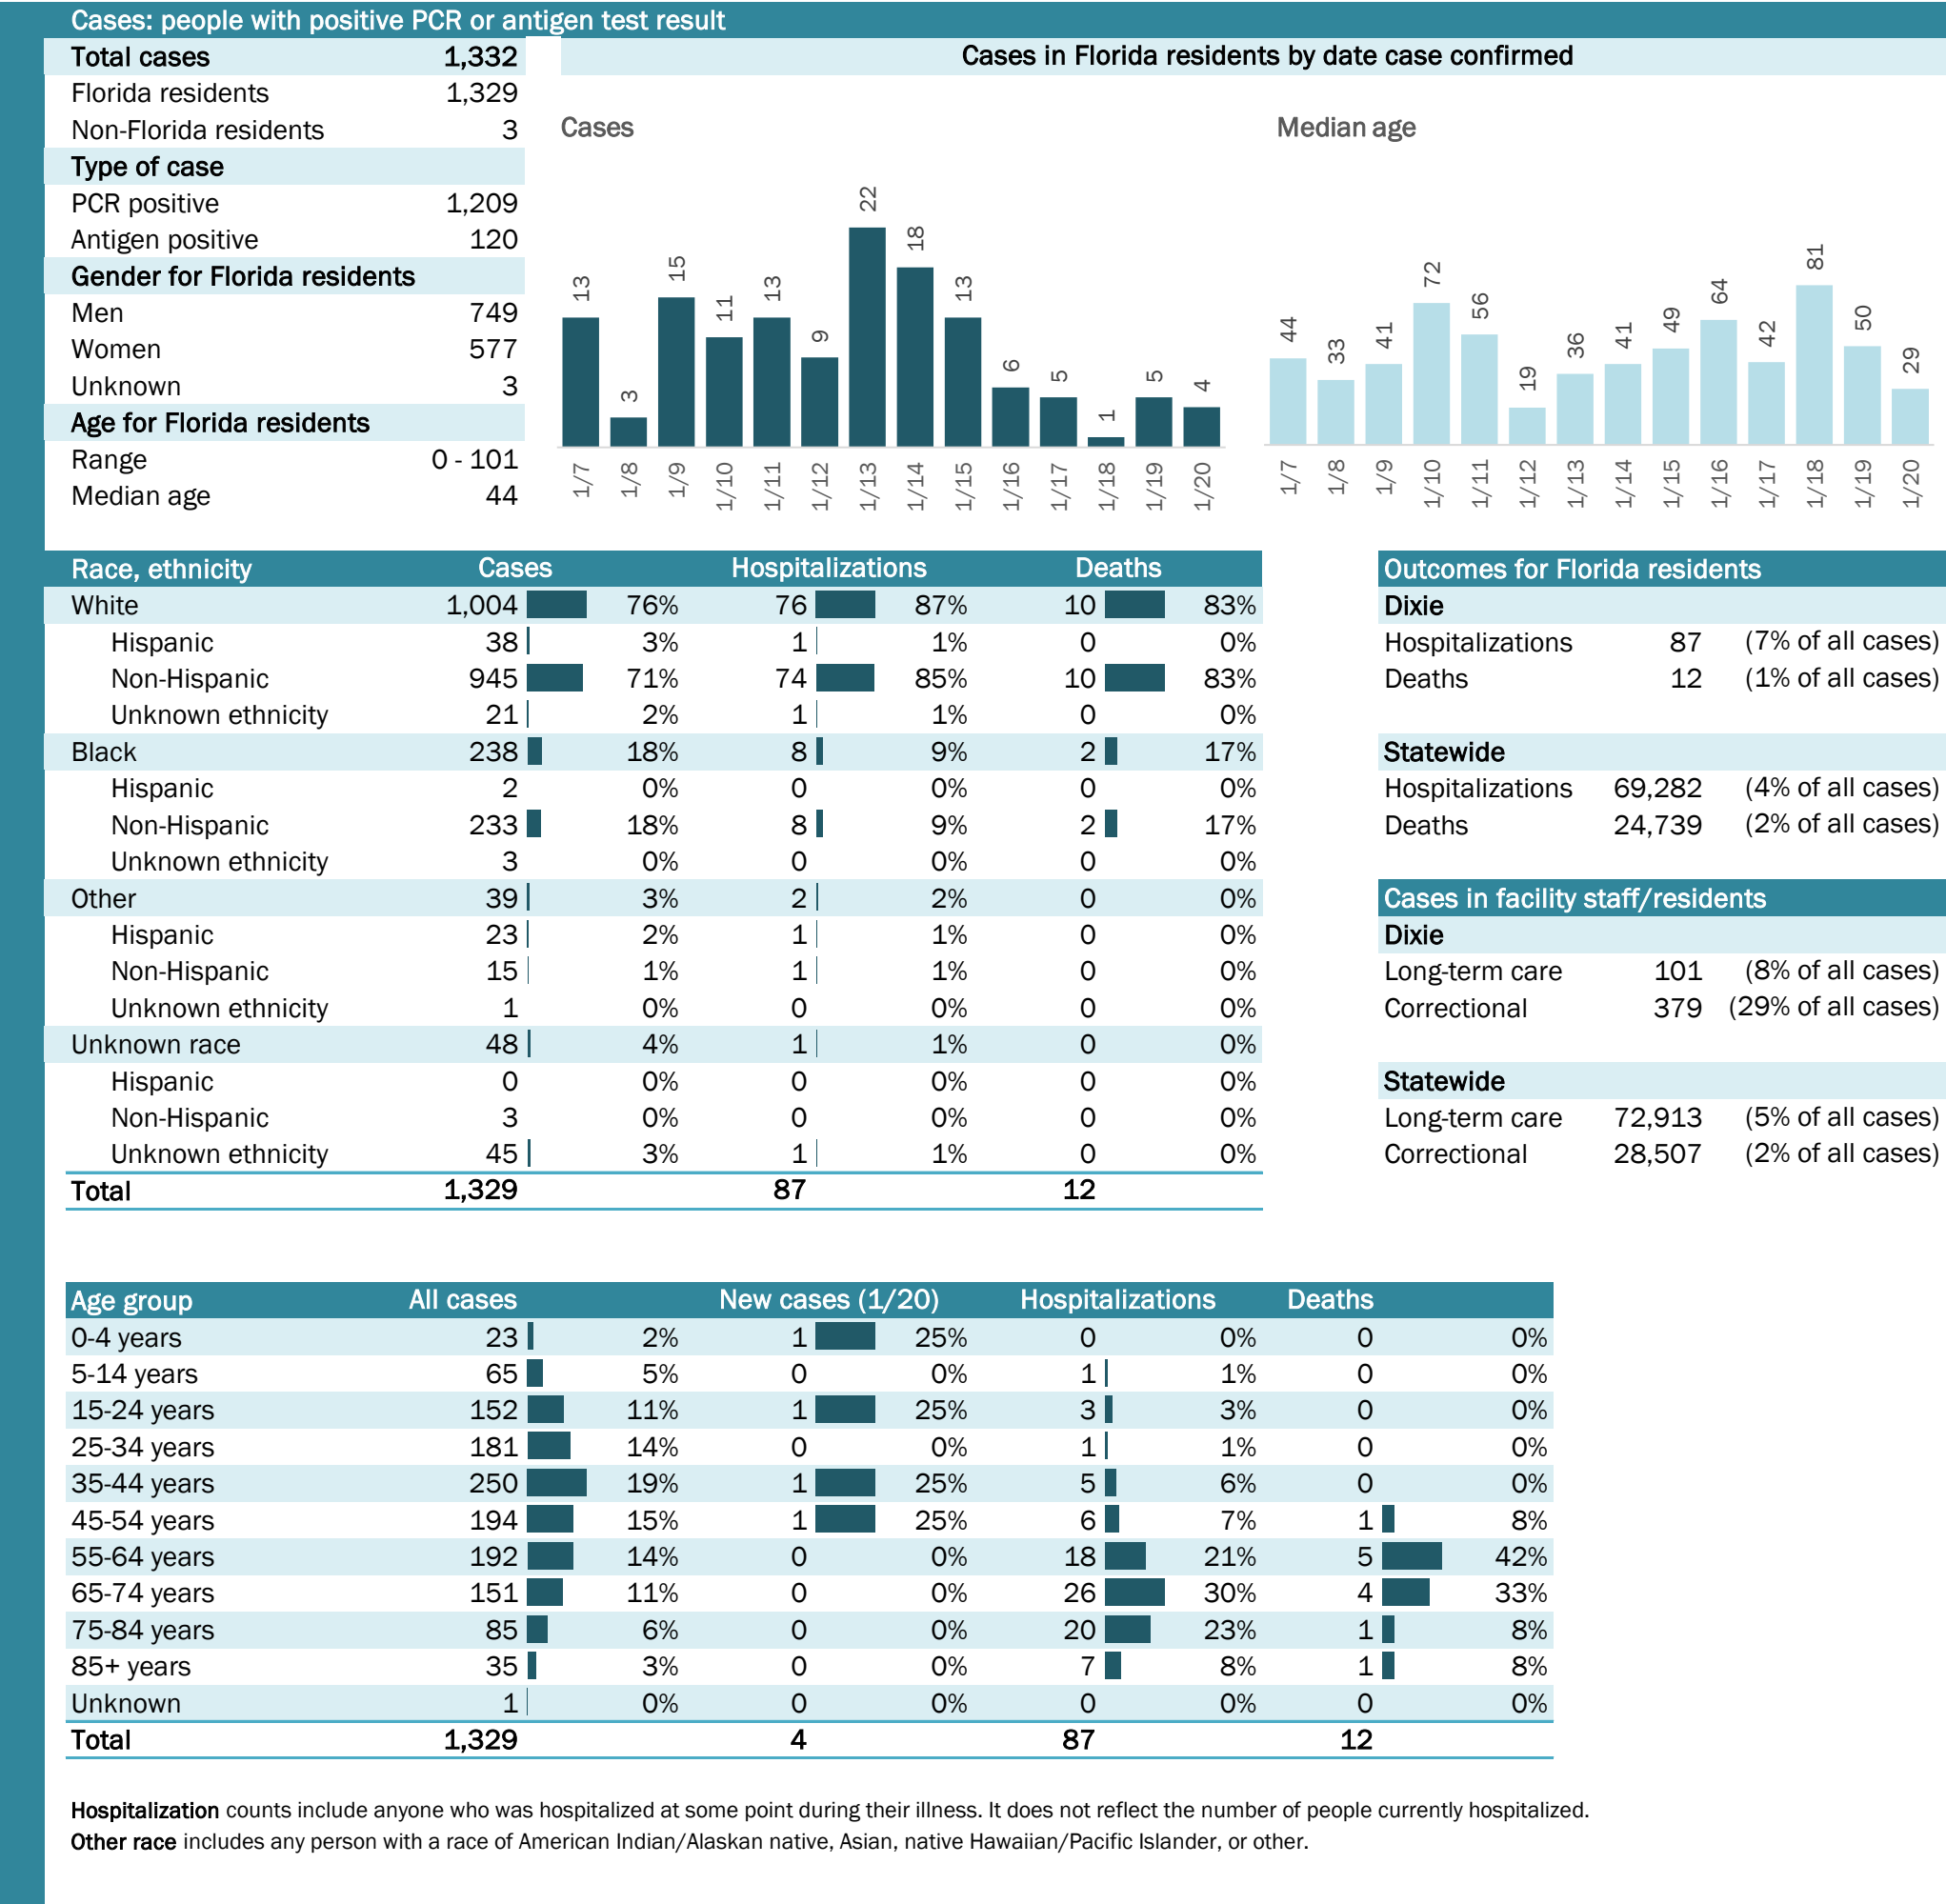 Cases: people with positive PCR or antigen test result
Total cases 1,332
Florida residents 1,329
Non-Florida residents 3
Type of case
PCR positive 1,209
Antigen positive 120
Gender for Florida residents
Men 749
Women 577
Unknown 3
Age for Florida residents
Range 0 - 101
Median age 44
Cases in Florida residents by date case confirmed
Cases
13 3 15 11 13 9 22 18 13 6 5 1 5 4
1/7 1/8 1/9 1/10 1/11 1/12 1/13 1/14 1/15 1/16 1/17 1/18 1/19 1/20
Median age
44 33 41 72 56 19 36 41 49 64 42 81 50 29
1/7 1/8 1/9 1/10 1/11 1/12 1/13 1/14 1/15 1/16 1/17 1/18 1/19 1/20
Race, ethnicity Cases Hospitalizations Deaths
White 1,004 76% 76 87% 10 83%
Hispanic 38 3% 1 1% 0 0%
Non-Hispanic 945 71% 74 85% 10 83%
Unknown ethnicity 21 2% 1 1% 0 0%
Black 238 18% 8 9% 2 17%
Hispanic 2 0% 0 0% 0 0%
Non-Hispanic 233 18% 8 9% 2 17%
Unknown ethnicity 3 0% 0 0% 0 0%
Other 39 3% 2 2% 0 0%
Hispanic 23 2% 1 1% 0 0%
Non-Hispanic 15 1% 1 1% 0 0%
Unknown ethnicity 1 0% 0 0% 0 0%
Unknown race 48 4% 1 1% 0 0%
Hispanic 0 0% 0 0% 0 0%
Non-Hispanic 3 0% 0 0% 0 0%
Unknown ethnicity 45 3% 1 1% 0 0%
Total 1,329 87 12
Outcomes for Florida residents
Dixie
Hospitalizations 87 (7% of all cases)
Deaths 12 (1% of all cases)
Statewide
Hospitalizations 69,282 (4% of all cases)
Deaths 24,739 (2% of all cases)
Cases in facility staff/residents
Dixie
Long-term care 101 (8% of all cases)
Correctional 379 (29% of all cases)
Statewide
Long-term care 72,913 (5% of all cases)
Correctional 28,507 (2% of all cases)
Age group All cases New cases (1/20) Hospitalizations Deaths
0-4 years 23 2% 1 25% 0 0% 0 0%
5-14 years 65 5% 0 0% 1 1% 0 0%
15-24 years 152 11% 1 25% 3 3% 0 0%
25-34 years 181 14% 0 0% 1 1% 0 0%
35-44 years 250 19% 1 25% 5 6% 0 0%
45-54 years 194 15% 1 25% 6 7% 1 8%
55-64 years 192 14% 0 0% 18 21% 5 42%
65-74 years 151 11% 0 0% 26 30% 4 33%
75-84 years 85 6% 0 0% 20 23% 1 8%
85+ years 35 3% 0 0% 7 8% 1 8%
Unknown 1 0% 0 0% 0 0% 0 0%
Total 1,329 4 87 12
Hospitalization counts include anyone who was hospitalized at some point during their illness. It does not reflect the number of people currently hospitalized.
Other race includes any person with a race of American Indian/Alaskan native, Asian, native Hawaiian/Pacific Islander, or other.